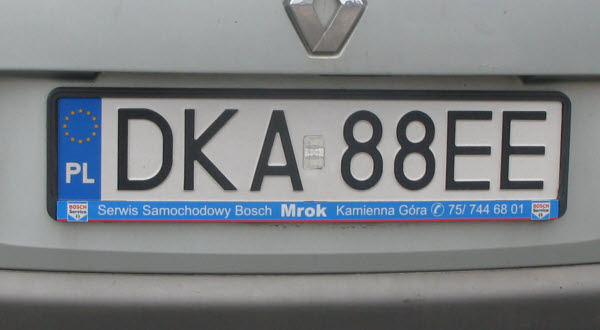 PL DKA 88EE
BOSCH Service Serwis Samochodowy Bosch Mrok Kamienna Góra ✆ 75/ 744 68 01 BOSCH Service